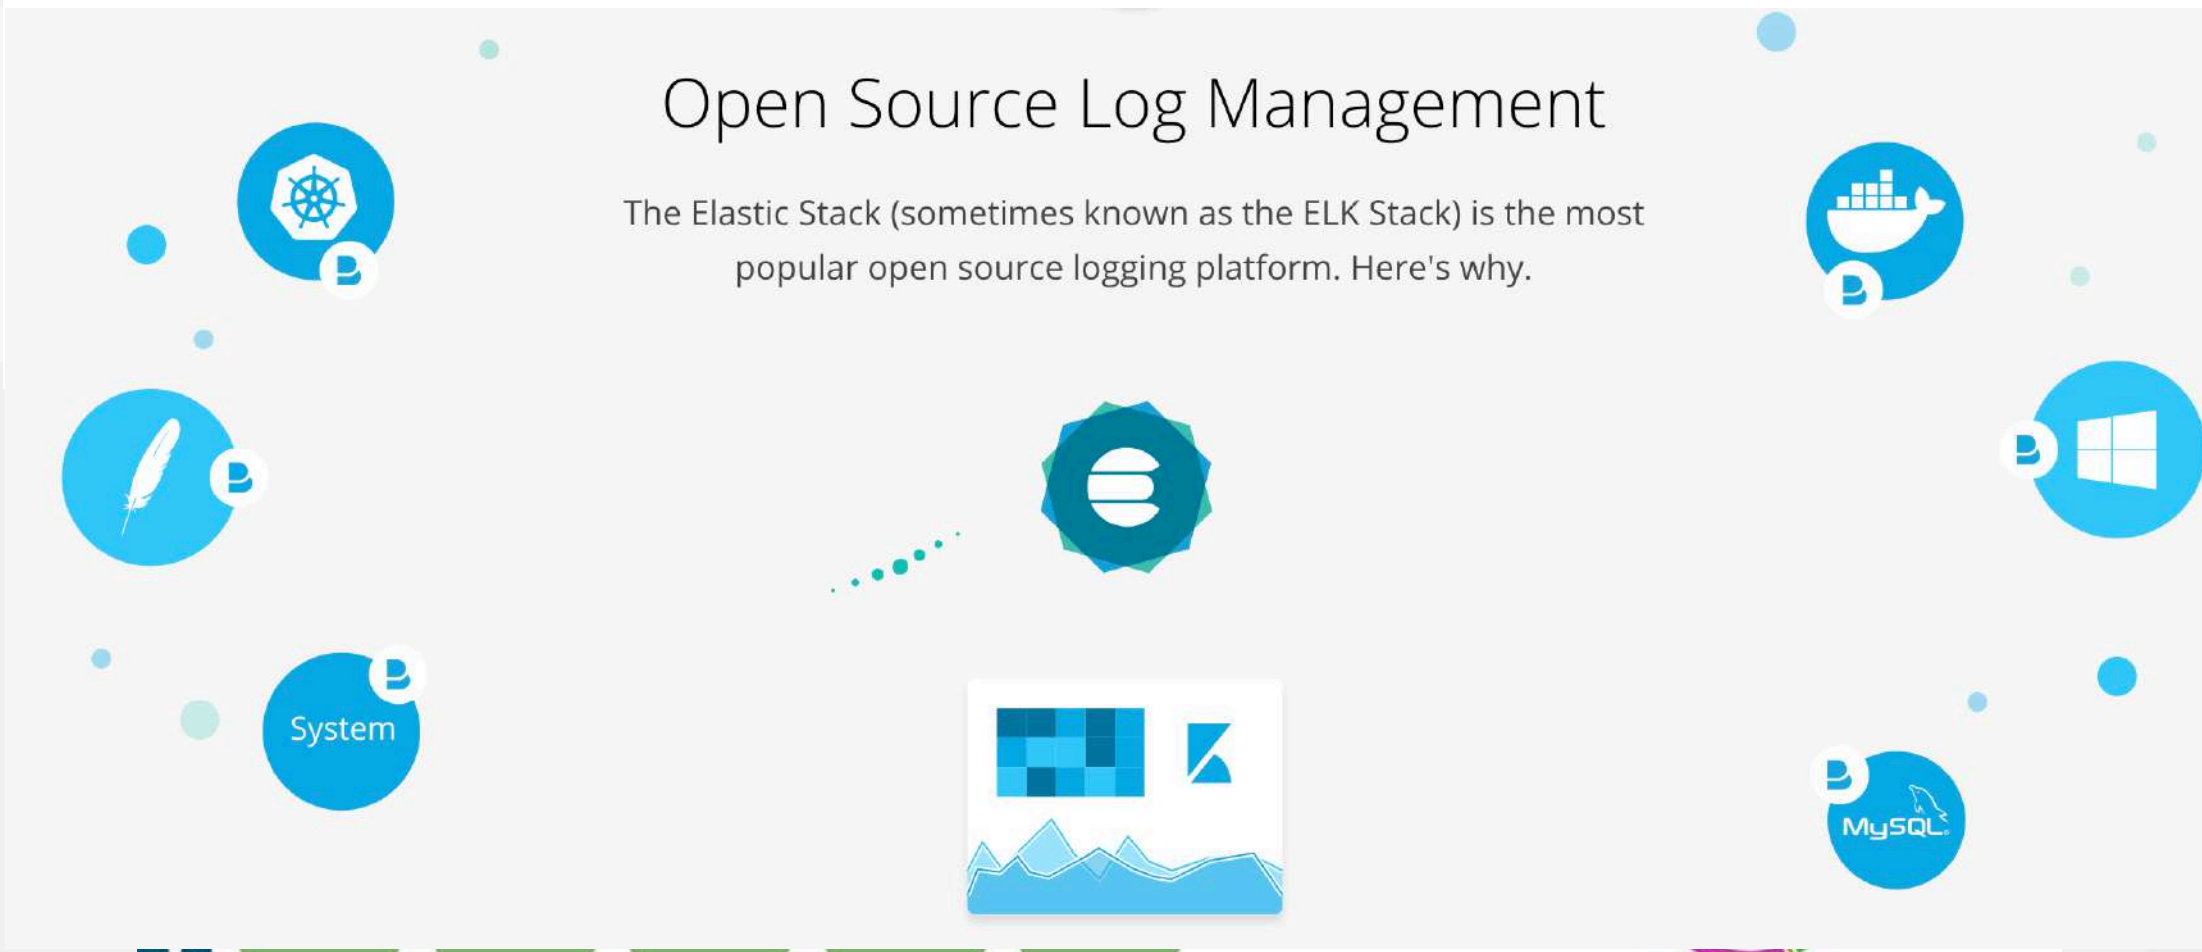 Open Source Log Management
The Elastic Stack (sometimes known as the ELK Stack) is the most
popular open source logging platform. Here's why.
System
MySQL